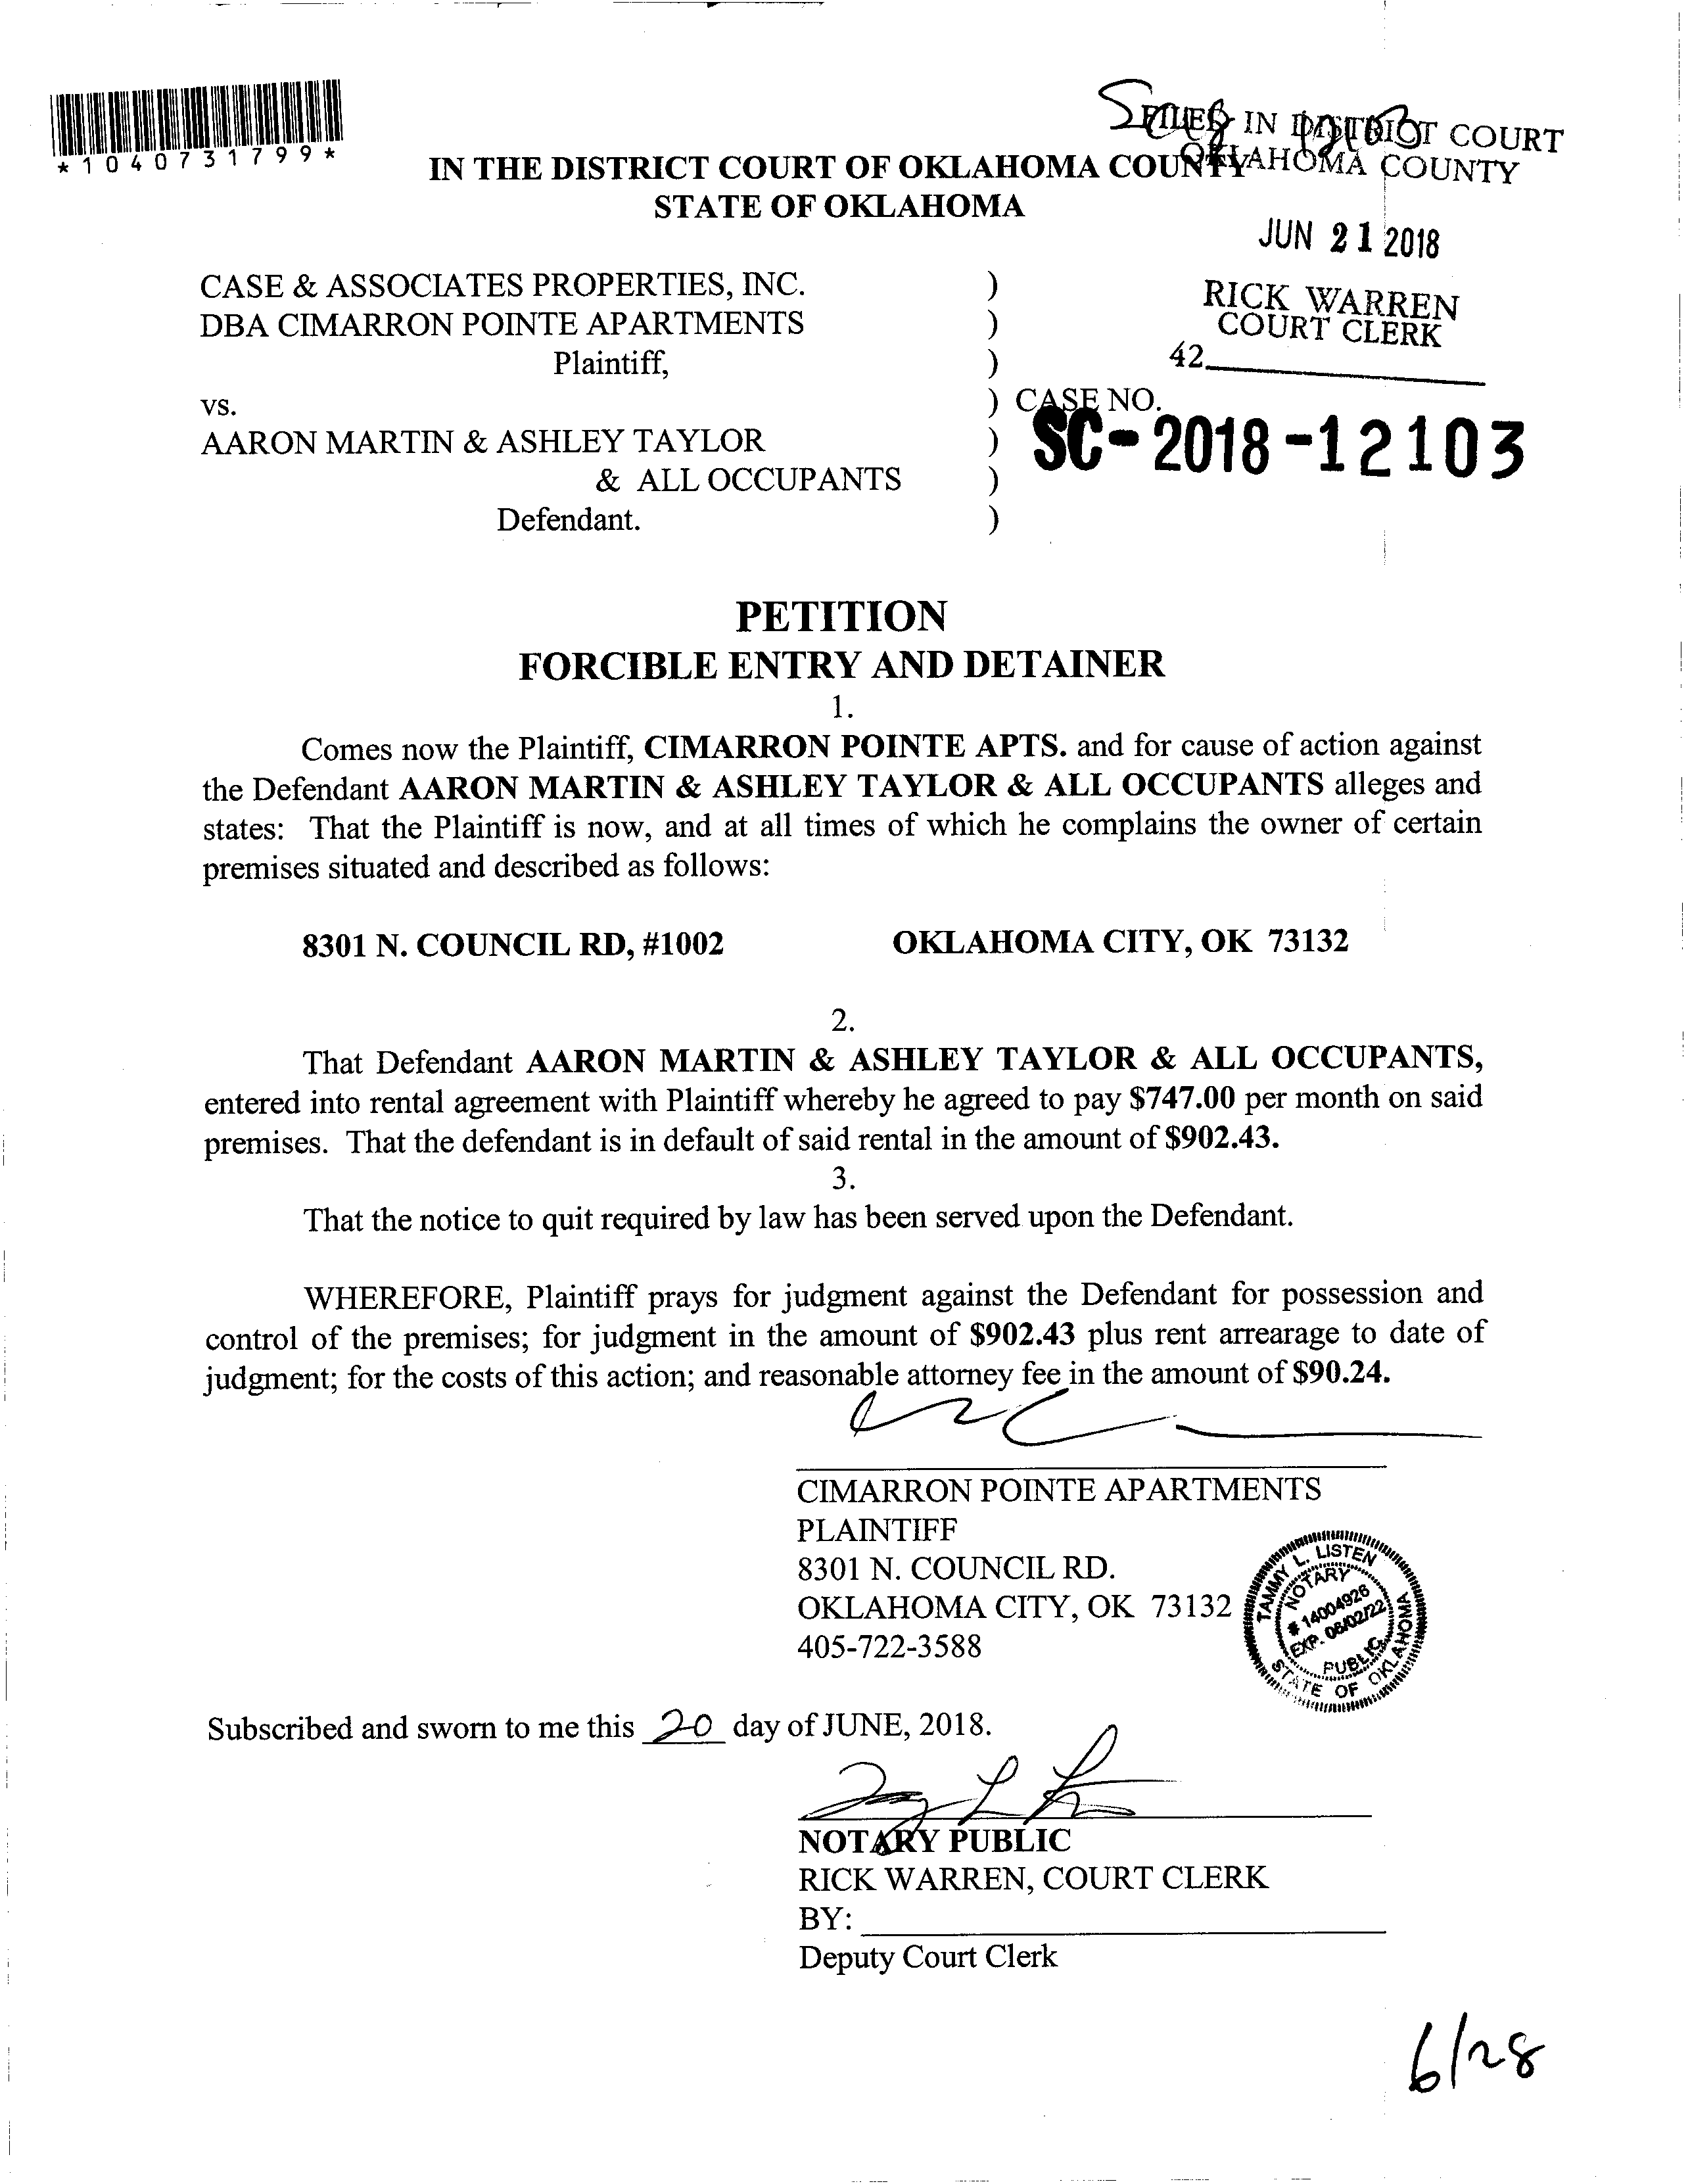 *1040731799*
FILED IN DISTRICT COURT
OKLAHOMA COUNTY
IN THE DISTRICT COURT OF OKLAHOMA COUNTY
STATE OF OKLAHOMA
JUN 21 2018
RICK WARREN
COURT CLERK
42
CASE & ASSOCIATES PROPERTIES, INC. )
DBA CIMARRON POINTE APARTMENTS )
Plaintiff, )
vs. ) CASE NO.
SC-2018-12103
AARON MARTIN & ASHLEY TAYLOR )
& ALL OCCUPANTS )
Defendant. )
PETITION
FORCIBLE ENTRY AND DETAINER
1.
Comes now the Plaintiff, CIMARRON POINTE APTS. and for cause of action against
the Defendant AARON MARTIN & ASHLEY TAYLOR & ALL OCCUPANTS alleges and
states: That the Plaintiff is now, and at all times of which he complains the owner of certain
premises situated and described as follows:
8301 N. COUNCIL RD, #1002 OKLAHOMA CITY, OK 73132
2.
That Defendant AARON MARTIN & ASHLEY TAYLOR & ALL OCCUPANTS,
entered into rental agreement with Plaintiff whereby he agreed to pay $747.00 per month on said
premises. That the defendant is in default of said rental in the amount of $902.43.
3.
That the notice to quit required by law has been served upon the Defendant.
WHEREFORE, Plaintiff prays for judgment against the Defendant for possession and
control of the premises; for judgment in the amount of $902.43 plus rent arrearage to date of
judgment; for the costs of this action; and reasonable attorney fee in the amount of $90.24.
CIMARRON POINTE APARTMENTS
PLAINTIFF
8301 N. COUNCIL RD.
OKLAHOMA CITY, OK 73132
405-722-3588
TAMMY L. LISTEN
NOTARY
# 14004926
EXP. 06/02/22
PUBLIC
STATE OF OKLAHOMA
Subscribed and sworn to me this 20 day of JUNE, 2018.
NOTARY PUBLIC
RICK WARREN, COURT CLERK
BY:
Deputy Court Clerk
6/28